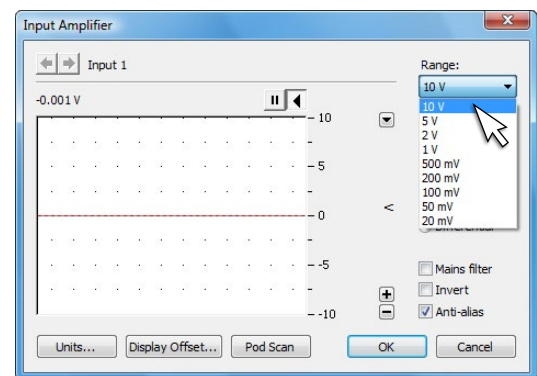 Input Amplifier
Input 1
Range:
10 V
-0.001 V
10
5
0
-5
-10
<
10 V
5 V
2 V
1 V
500 mV
200 mV
100 mV
50 mV
20 mV
Differential
Mains filter
Invert
Anti-alias
Units...
Display Offset...
Pod Scan
OK
Cancel